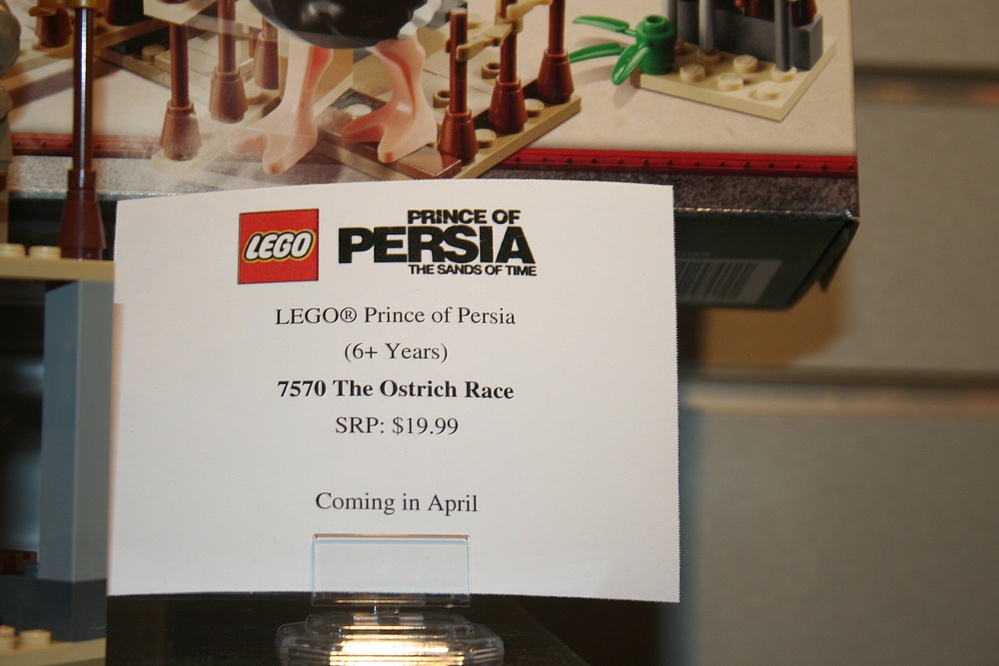 LEGO
PRINCE OF
PERSIA
THE SANDS OF TIME
LEGO® Prince of Persia
(6+ Years)
7570 The Ostrich Race
SRP: $19.99
Coming in April